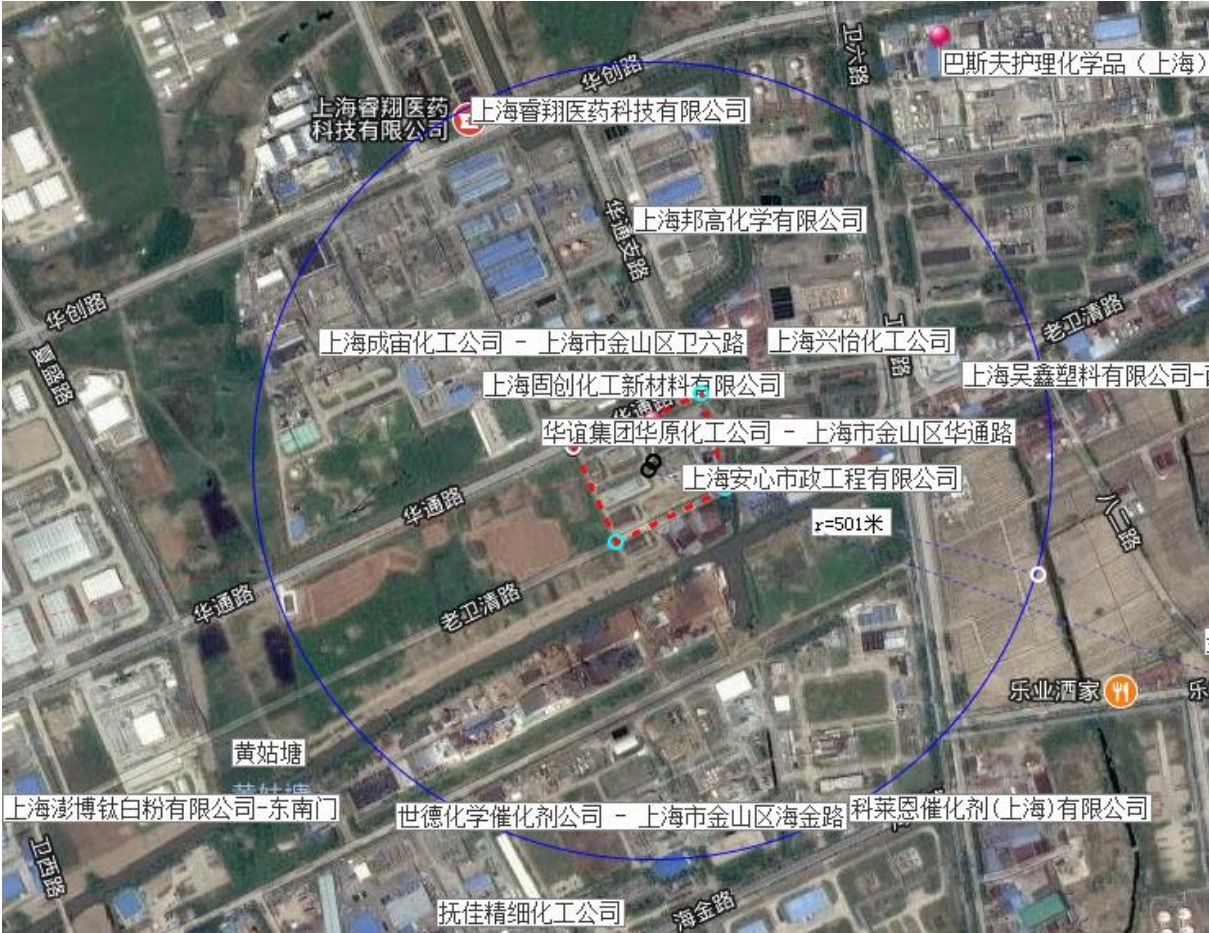 卫六路
巴斯夫护理化学品（上海）
华创路
上海睿翔医药
科技有限公司
上海睿翔医药科技有限公司
上海邦高化学有限公司
华通支路
华创路
老卫清路
夏盛路
上海成宙化工公司 - 上海市金山区卫六路
上海兴怡化工公司
上海吴鑫塑料有限公司-
上海固创化工新材料有限公司
华通路
华谊集团华原化工公司 - 上海市金山区华通路
上海安心市政工程有限公司
华通路
r=501米
八二路
华通路
老卫清路
乐业酒家
乐
黄姑塘
黄姑塘
上海澎博钛白粉有限公司-东南门
世德化学催化剂公司 - 上海市金山区海金路
科莱恩催化剂(上海)有限公司
卫西路
抚佳精细化工公司
海金路